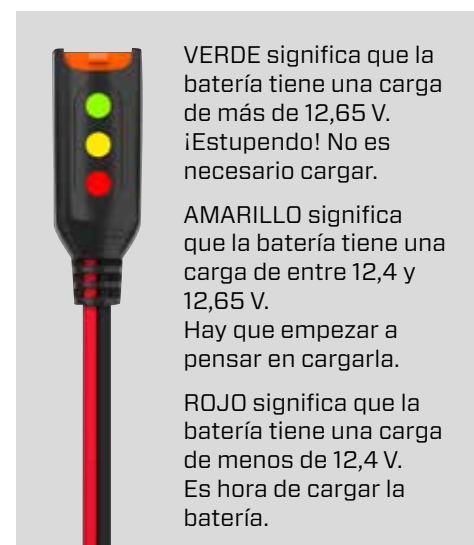 VERDE significa que la
batería tiene una carga
de más de 12,65 V.
¡Estupendo! No es
necesario cargar.
AMARILLO significa
que la batería tiene una
carga de entre 12,4 y
12,65 V.
Hay que empezar a
pensar en cargarla.
ROJO significa que la
batería tiene una carga
de menos de 12,4 V.
Es hora de cargar la
batería.